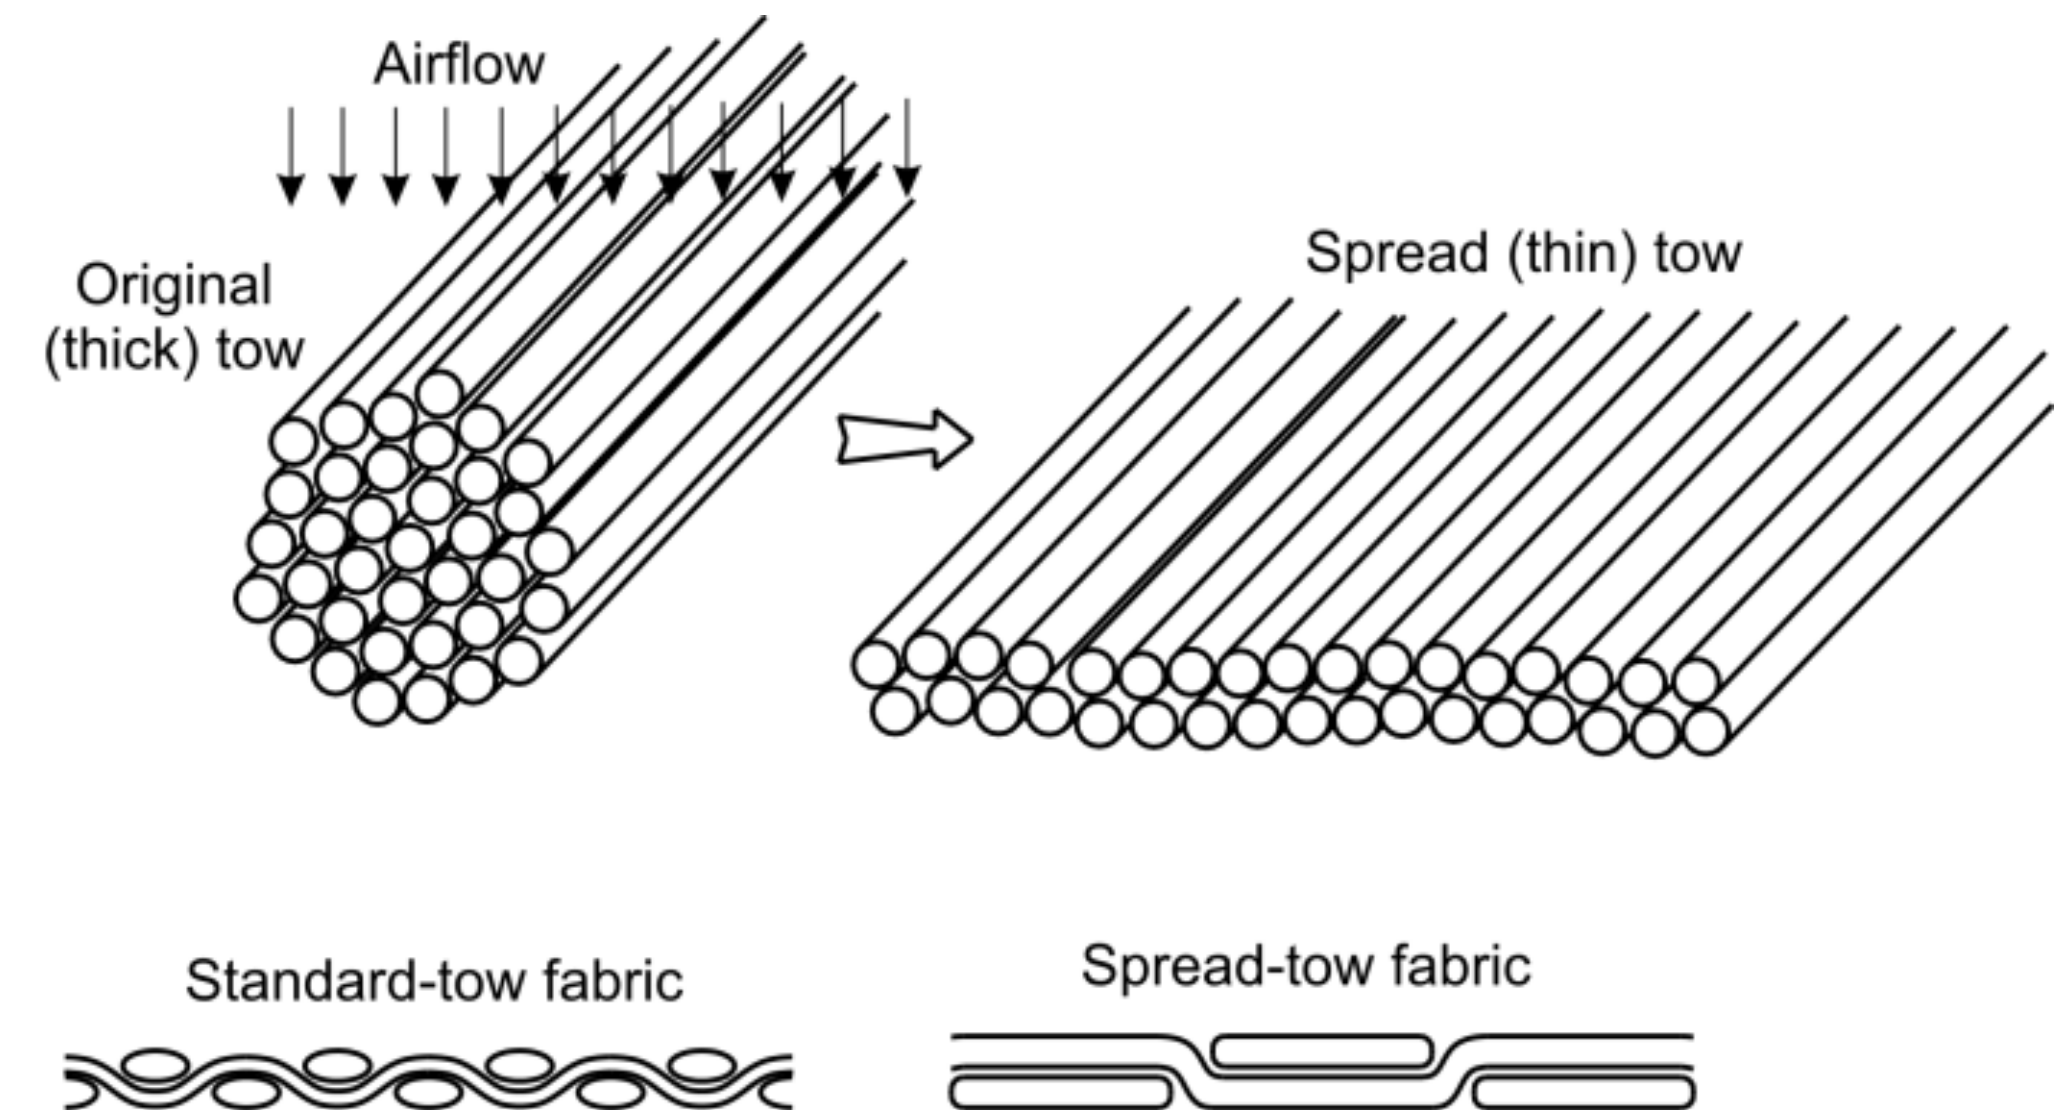 Airflow
Original
(thick) tow
Spread (thin) tow
Standard-tow fabric
Spread-tow fabric